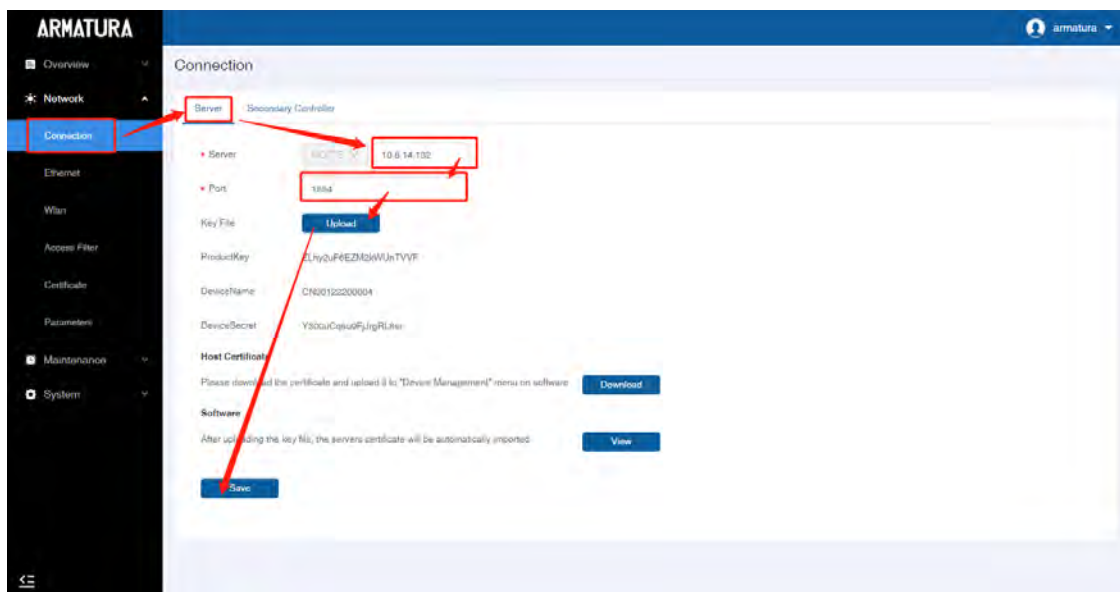 ARMATURA
armatura
Overview
Network
Connection
Ethernet
Wlan
Access Filter
Certificate
Parameters
Maintenance
System
Connection
Server Secondary Controller
* Server 10.8.14.132
* Port 1884
Key File Upload
ProductKey
DeviceName CN20122200004
DeviceSecret
Host Certificate
Please download the certificate and upload it to "Device Management" menu on software Download
Software
After uploading the key file, the servers certificate will be automatically imported. View
Save